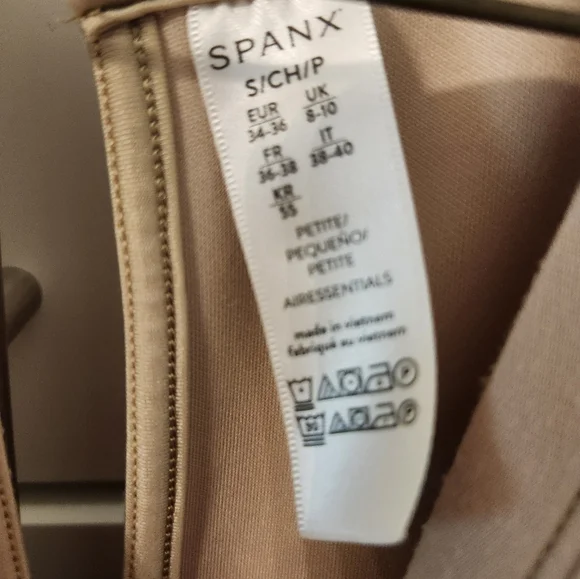 SPANX
S/CH/P
EUR UK
34-36 8-10
FR IT
36-38 38-40
KR
55
PETITE/
PEQUEÑO/
PETITE
AIRESSENTIALS
made in vietnam
fabriqué au vietnam
P
30 P